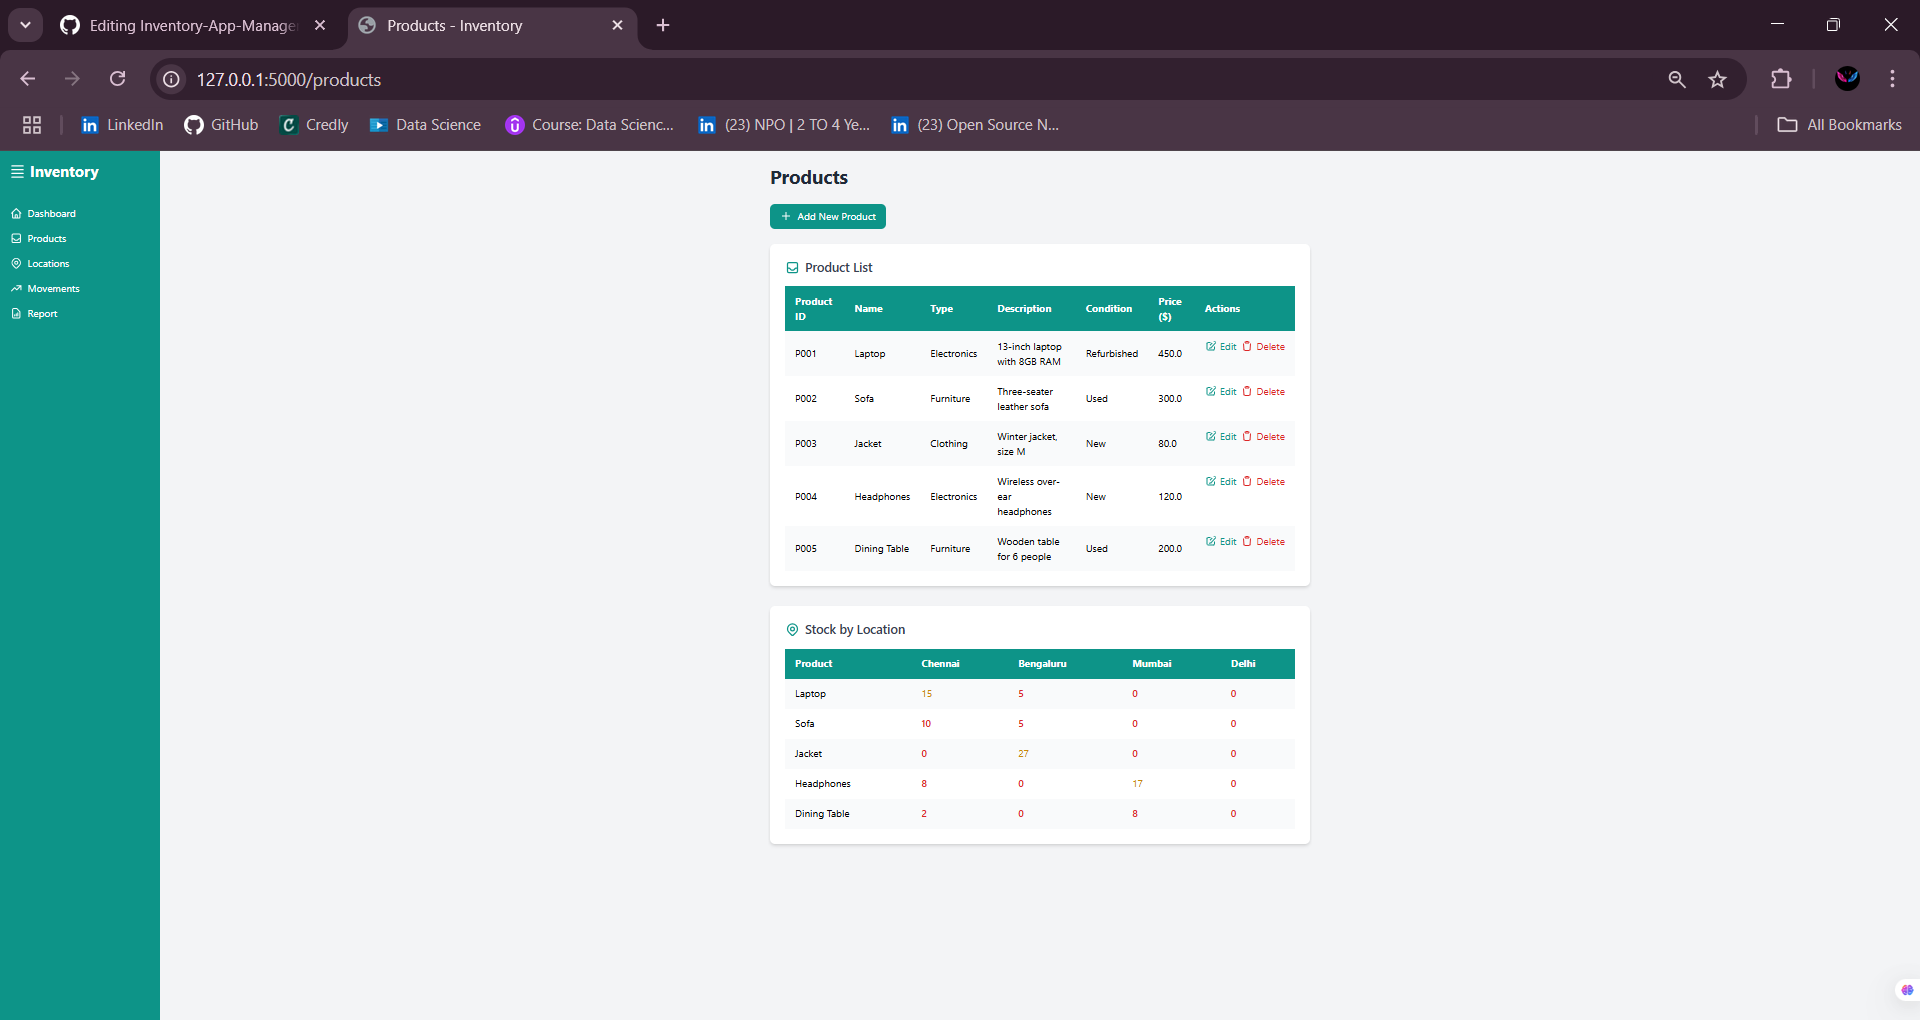 Editing Inventory-App-Manage
Products - Inventory
127.0.0.1:5000/products
LinkedIn
GitHub
Credly
Data Science
Course: Data Scienc...
(23) NPO | 2 TO 4 Ye...
(23) Open Source N...
All Bookmarks
Inventory
Dashboard
Products
Locations
Movements
Report
Products
+ Add New Product
Product List
Product ID Name Type Description Condition Price ($) Actions
P001 Laptop Electronics 13-inch laptop with 8GB RAM Refurbished 450.0 Edit Delete
P002 Sofa Furniture Three-seater leather sofa Used 300.0 Edit Delete
P003 Jacket Clothing Winter jacket, size M New 80.0 Edit Delete
P004 Headphones Electronics Wireless over-ear headphones New 120.0 Edit Delete
P005 Dining Table Furniture Wooden table for 6 people Used 200.0 Edit Delete
Stock by Location
Product Chennai Bengaluru Mumbai Delhi
Laptop 15 5 0 0
Sofa 10 5 0 0
Jacket 0 27 0 0
Headphones 8 0 17 0
Dining Table 2 0 8 0